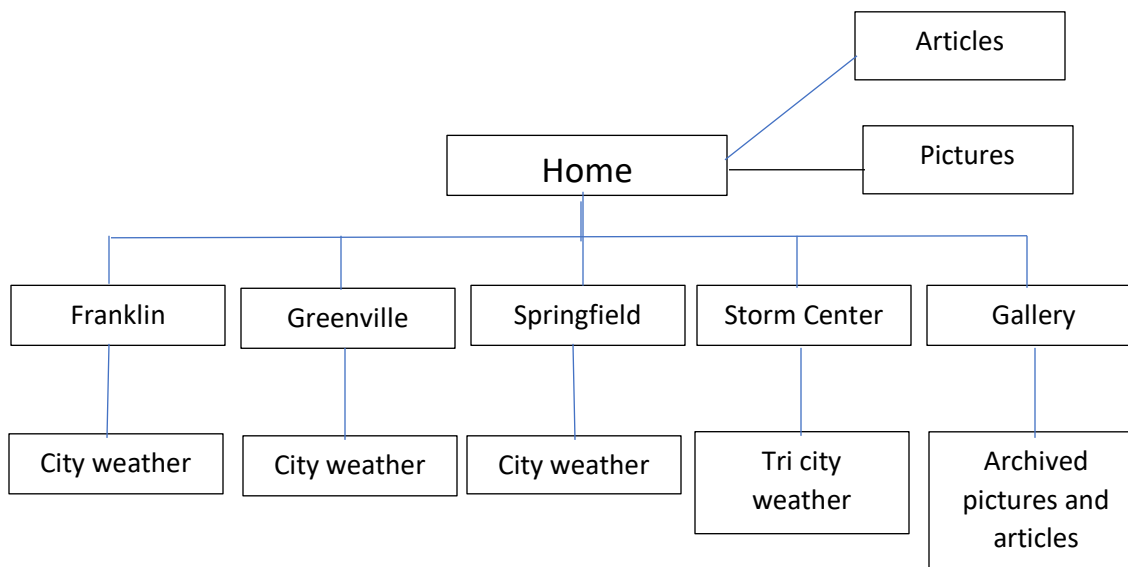 Articles
Pictures
Home
Franklin
Greenville
Springfield
Storm Center
Gallery
City weather
City weather
City weather
Tri city
weather
Archived
pictures and
articles